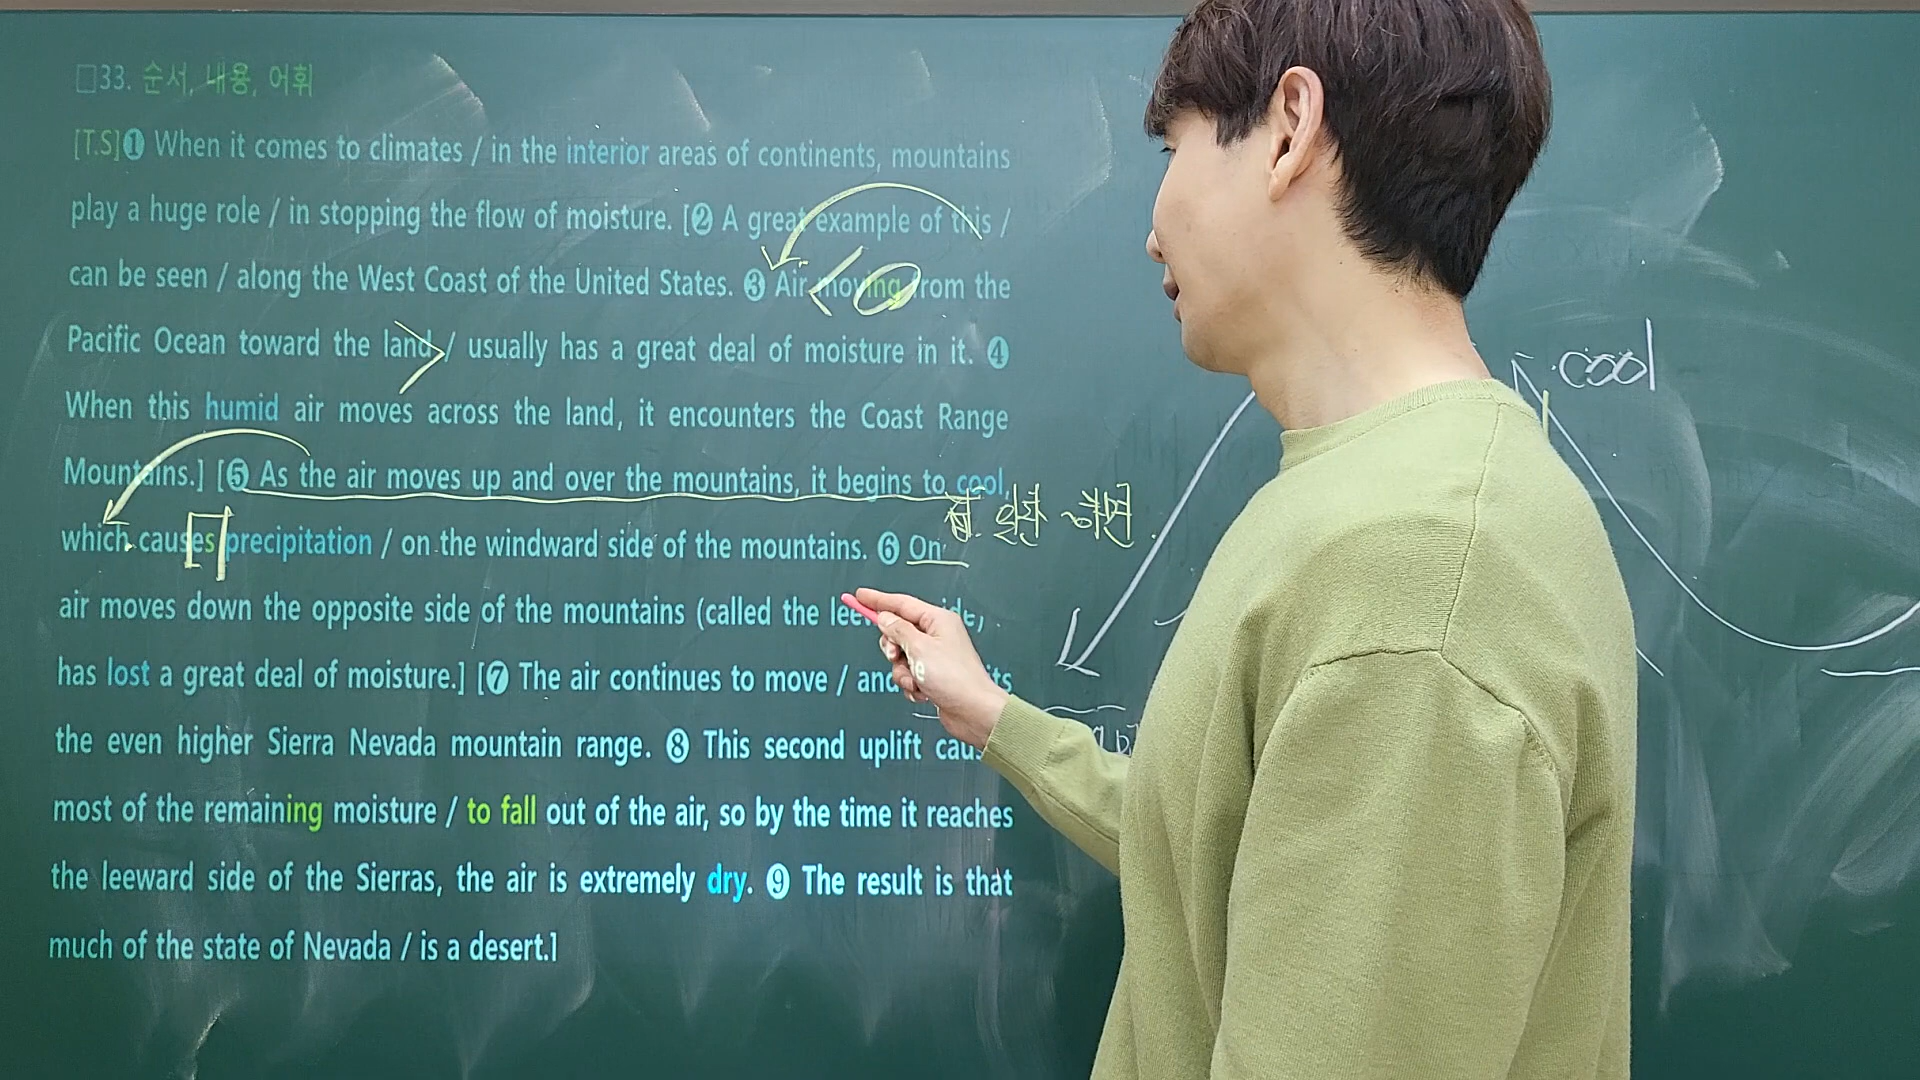 □33. 순서, 내용, 어휘
[T.S]❶ When it comes to climates / in the interior areas of continents, mountains
play a huge role / in stopping the flow of moisture. [❷ A great example of this /
can be seen / along the West Coast of the United States. ❸ Air moving from the
Pacific Ocean toward the land / usually has a great deal of moisture in it. ❹
When this humid air moves across the land, it encounters the Coast Range
Mountains.] [❺ As the air moves up and over the mountains, it begins to cool,
which causes precipitation / on the windward side of the mountains. ❻ On
air moves down the opposite side of the mountains (called the
has lost a great deal of moisture.] [❼ The air continues to move / and
the even higher Sierra Nevada mountain range. ❽ This second uplift
most of the remaining moisture / to fall out of the air, so by the time it reaches
the leeward side of the Sierras, the air is extremely dry. ❾ The result is that
much of the state of Nevada / is a desert.]
cool